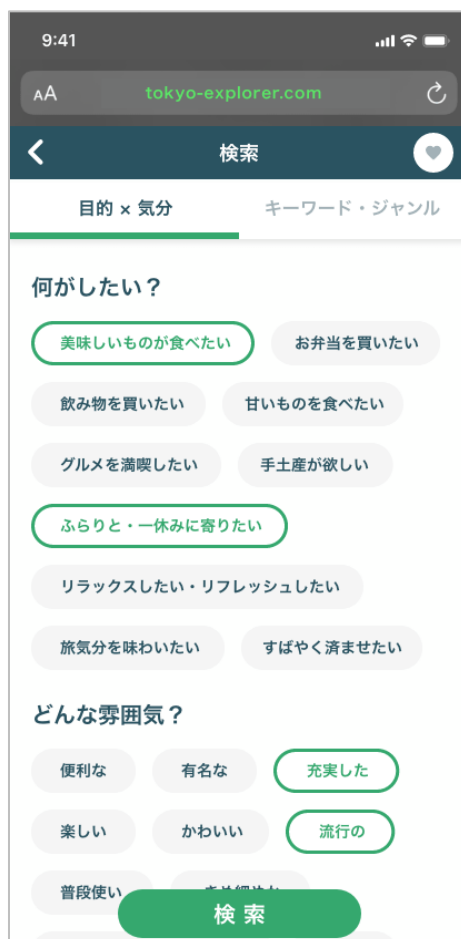 9:41
AA tokyo-explorer.com
検索
目的 × 気分 キーワード・ジャンル
何がしたい？
美味しいものが食べたい お弁当を買いたい
飲み物を買いたい 甘いものを食べたい
グルメを満喫したい 手土産が欲しい
ふらりと・一休みに寄りたい
リラックスしたい・リフレッシュしたい
旅気分を味わいたい すばやく済ませたい
どんな雰囲気？
便利な 有名な 充実した
楽しい かわいい 流行の
普段使い
検索